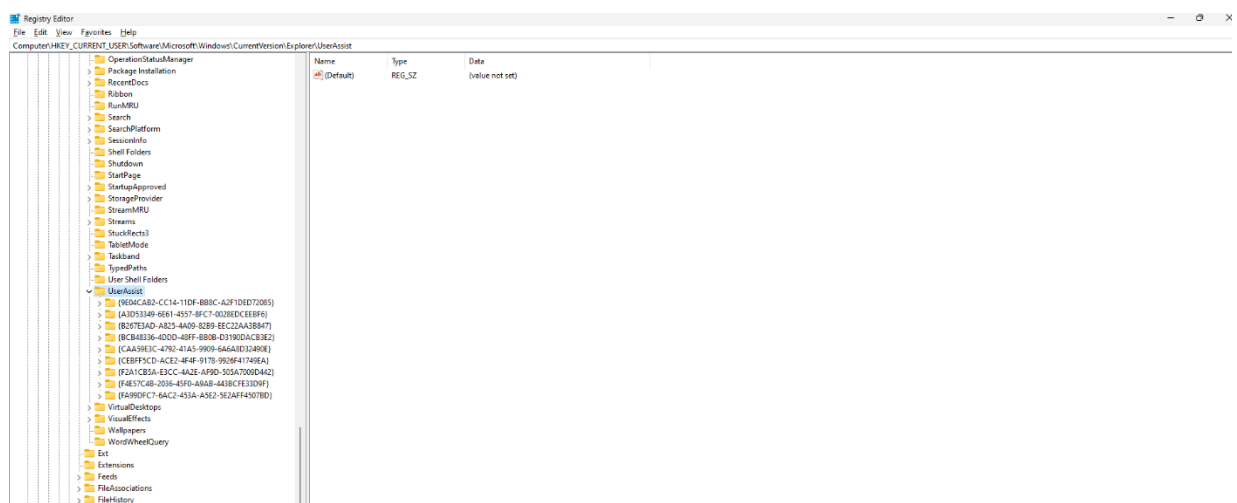 Registry Editor
File Edit View Favorites Help
Computer\HKEY_CURRENT_USER\Software\Microsoft\Windows\CurrentVersion\Explorer\UserAssist
OperationStatusManager
Package Installation
RecentDocs
Ribbon
RunMRU
Search
SearchPlatform
SessionInfo
Shell Folders
Shutdown
StartPage
StartupApproved
StorageProvider
StreamMRU
Streams
StuckRects3
TabletMode
Taskband
TypedPaths
User Shell Folders
UserAssist
{9E04CAB2-CC14-11DF-BB8C-A2F1DED72085}
{A3D53349-6E61-4557-8FC7-0028EDCEEBF6}
{B267E3AD-A825-4A09-82B9-EEC22AA3B847}
{BCB48336-4DDD-48FF-BB0B-D3190DACB3E2}
{CAA59E3C-4792-41A5-9909-6A6A8D32490E}
{CEBFF5CD-ACE2-4F4F-9178-9926F41749EA}
{F2A1CB5A-E3CC-4A2E-AF9D-505A7009D442}
{F4E57C4B-2036-45F0-A9AB-443BCFE33D9F}
{FA99DFC7-6AC2-453A-A5E2-5E2AFF4507BD}
VirtualDesktops
VisualEffects
Wallpapers
WordWheelQuery
Ext
Extensions
Feeds
FileAssociations
FileHistory
Name Type Data
(Default) REG_SZ (value not set)